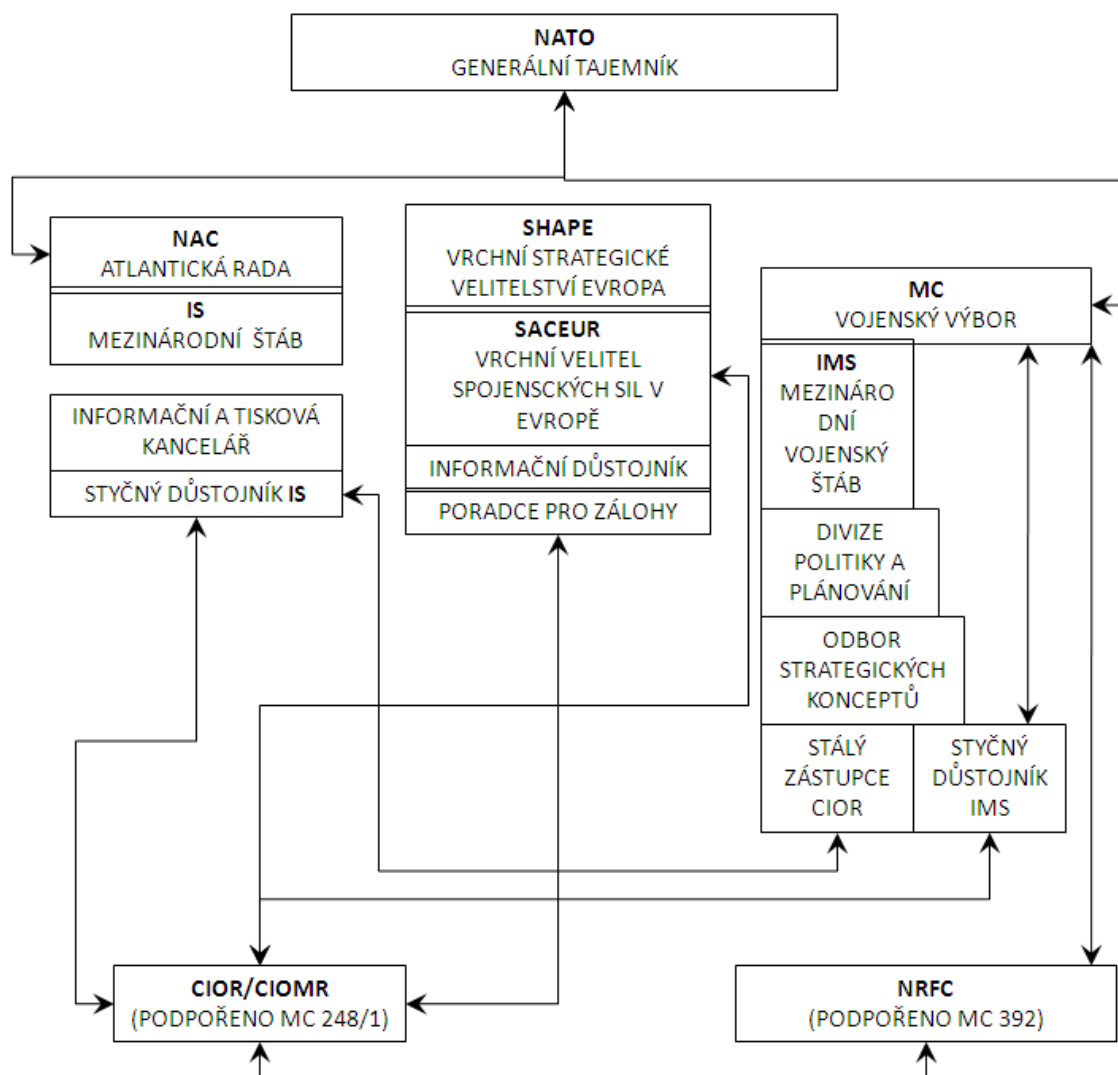 NATO
GENERÁLNÍ TAJEMNÍK
NAC
ATLANTICKÁ RADA
IS
MEZINÁRODNÍ ŠTÁB
INFORMAČNÍ A TISKOVÁ
KANCELÁŘ
STYČNÝ DŮSTOJNÍK IS
SHAPE
VRCHNÍ STRATEGICKÉ
VELITELSTVÍ EVROPA
SACEUR
VRCHNÍ VELITEL
SPOJENSCKÝCH SIL V
EVROPĚ
INFORMAČNÍ DŮSTOJNÍK
PORADCE PRO ZÁLOHY
MC
VOJENSKÝ VÝBOR
IMS
MEZINÁRO
DNÍ
VOJENSKÝ
ŠTÁB
DIVIZE
POLITIKY A
PLÁNOVÁNÍ
ODBOR
STRATEGICKÝCH
KONCEPTŮ
STÁLÝ
ZÁSTUPCE
CIOR
STYČNÝ
DŮSTOJNÍK
IMS
CIOR/CIOMR
(PODPOŘENO MC 248/1)
NRFC
(PODPOŘENO MC 392)